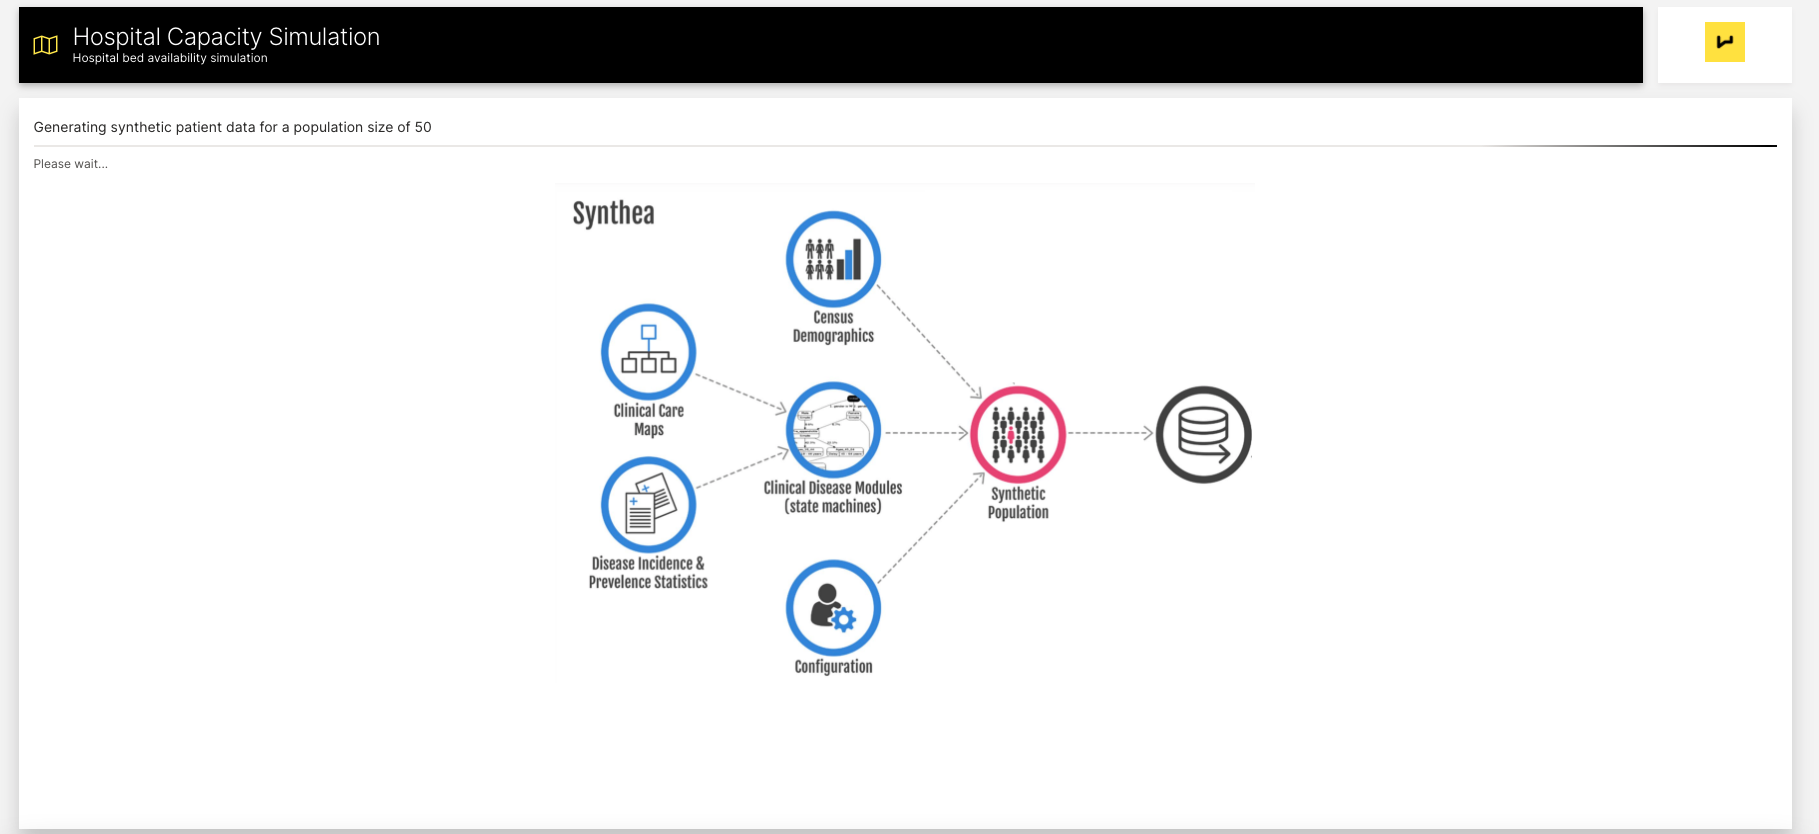 Hospital Capacity Simulation
Hospital bed availability simulation
Generating synthetic patient data for a population size of 50
Please wait...
Synthea
Census
Demographics
Clinical Care
Maps
Clinical Disease Modules
(state machines)
Synthetic
Population
Disease Incidence &
Prevelence Statistics
Configuration